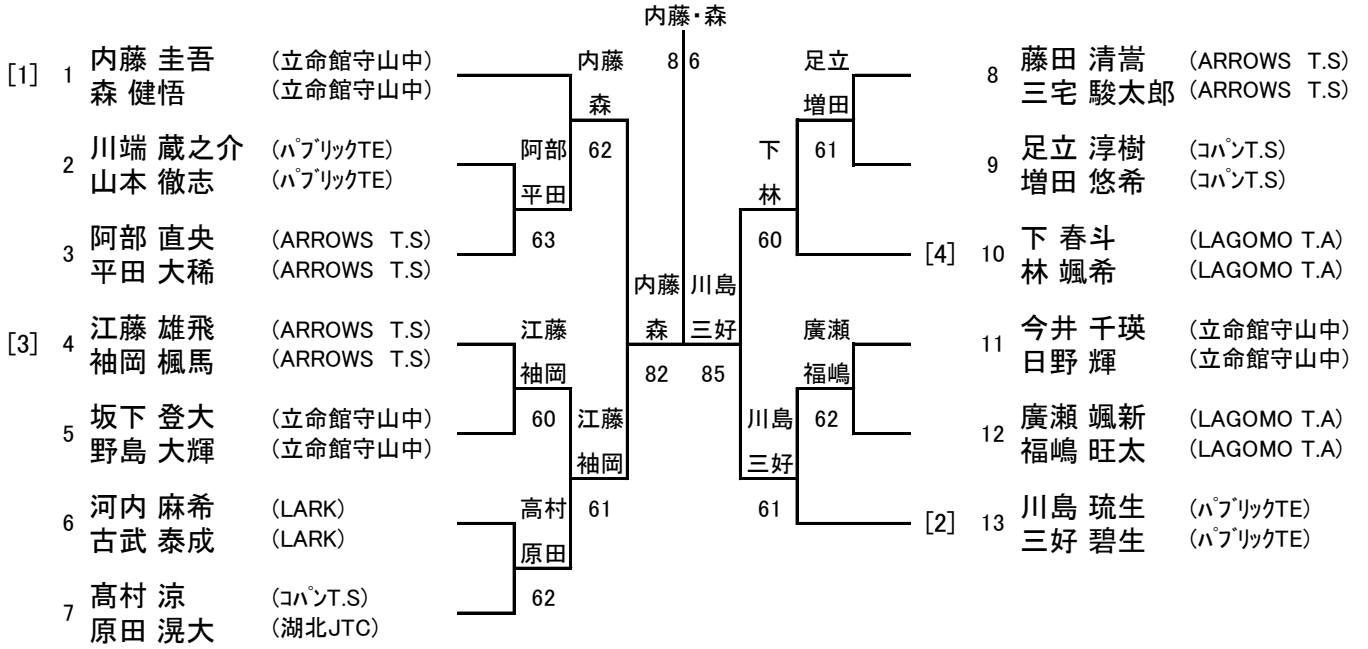 内藤・森
8 6
[1] 1 内藤 圭吾 (立命館守山中)
森 健悟 (立命館守山中)
2 川端 蔵之介 (パブリックTE)
山本 徹志 (パブリックTE)
3 阿部 直央 (ARROWS T.S)
平田 大稀 (ARROWS T.S)
[3] 4 江藤 雄飛 (ARROWS T.S)
袖岡 楓馬 (ARROWS T.S)
5 坂下 登大 (立命館守山中)
野島 大輝 (立命館守山中)
6 河内 麻希 (LARK)
古武 泰成 (LARK)
7 髙村 涼 (コパンT.S)
原田 滉大 (湖北JTC)
阿部
平田
63
江藤
袖岡
60
高村
原田
62
内藤
森
62
江藤
袖岡
61
内藤
森
82
川島
三好
85
下
林
60
川島
三好
61
足立
増田
61
廣瀬
福嶋
62
8 藤田 清嵩 (ARROWS T.S)
三宅 駿太郎 (ARROWS T.S)
9 足立 淳樹 (コパンT.S)
増田 悠希 (コパンT.S)
[4] 10 下 春斗 (LAGOMO T.A)
林 颯希 (LAGOMO T.A)
11 今井 千瑛 (立命館守山中)
日野 輝 (立命館守山中)
12 廣瀬 颯新 (LAGOMO T.A)
福嶋 旺太 (LAGOMO T.A)
[2] 13 川島 琉生 (パブリックTE)
三好 碧生 (パブリックTE)